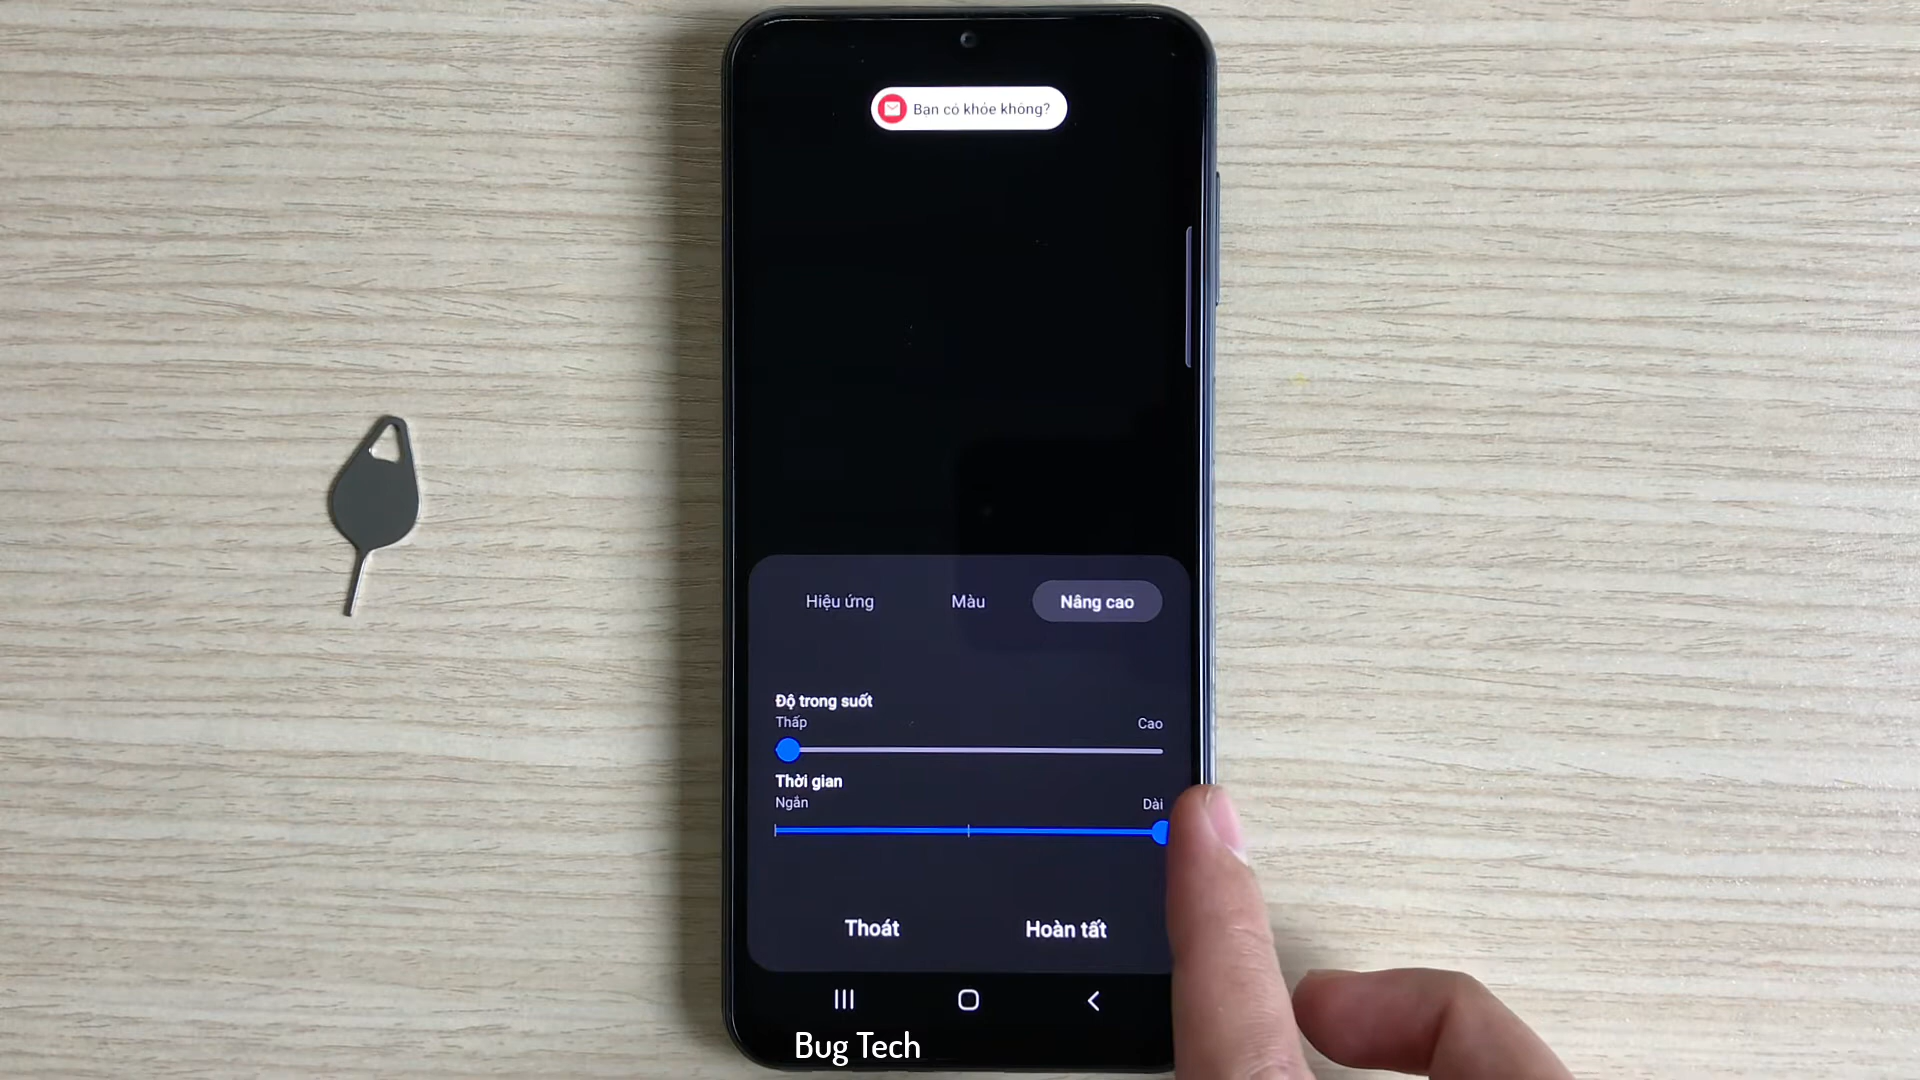 Bạn có khỏe không?
Hiệu ứng Màu Nâng cao
Độ trong suốt
Thấp Cao
Thời gian
Ngắn Dài
Thoát Hoàn tất
Bug Tech